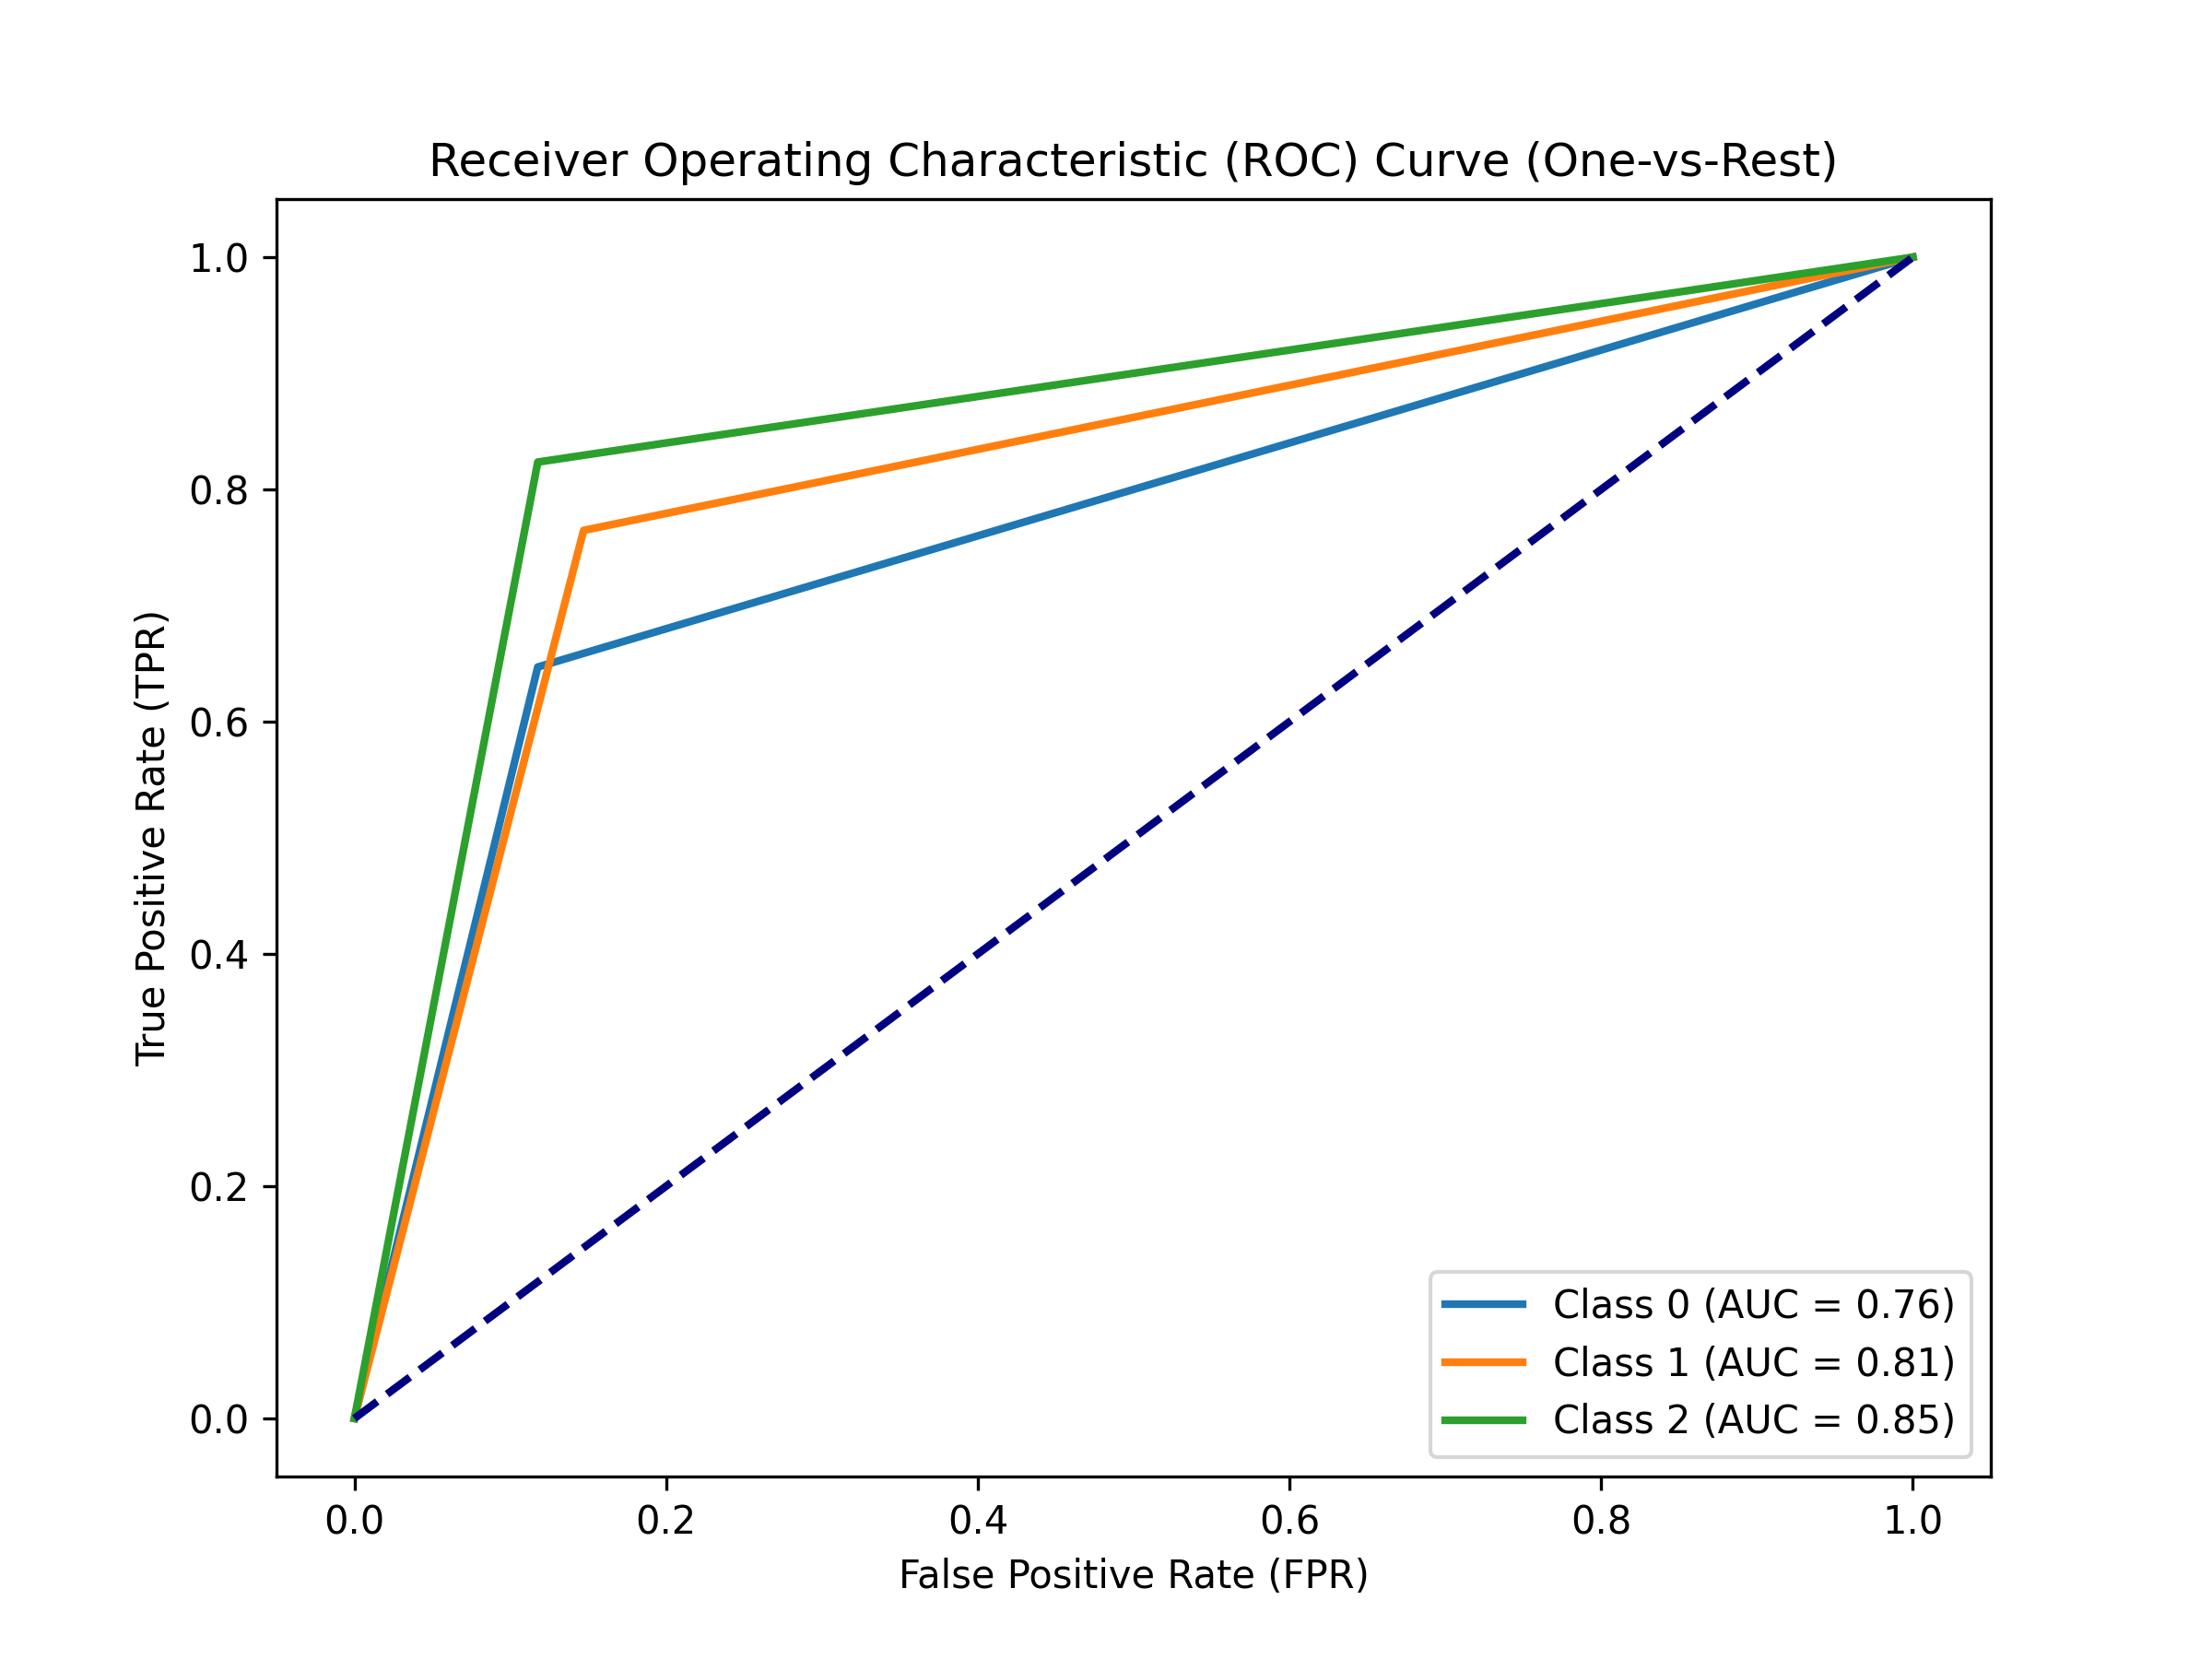 Receiver Operating Characteristic (ROC) Curve (One-vs-Rest)
1.0
0.8
0.6
0.4
0.2
0.0
True Positive Rate (TPR)
Class 0 (AUC = 0.76)
Class 1 (AUC = 0.81)
Class 2 (AUC = 0.85)
0.0 0.2 0.4 0.6 0.8 1.0
False Positive Rate (FPR)